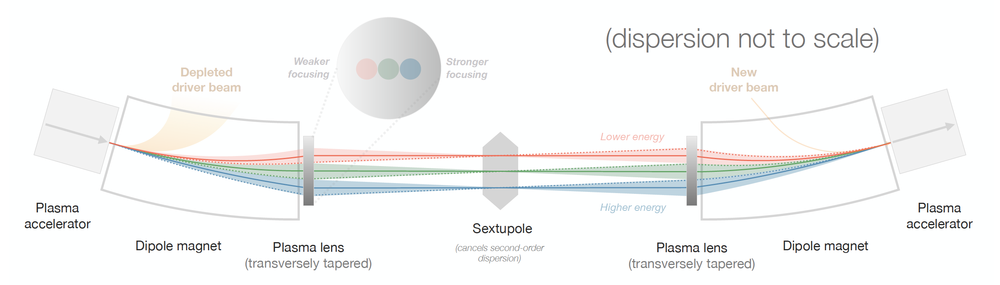 (dispersion not to scale)
Weaker
focusing
Stronger
focusing
Depleted
driver beam
New
driver beam
Lower energy
Higher energy
Plasma
accelerator
Dipole magnet
Plasma lens
(transversely tapered)
Sextupole
(cancels second-order
dispersion)
Plasma lens
(transversely tapered)
Dipole magnet
Plasma
accelerator